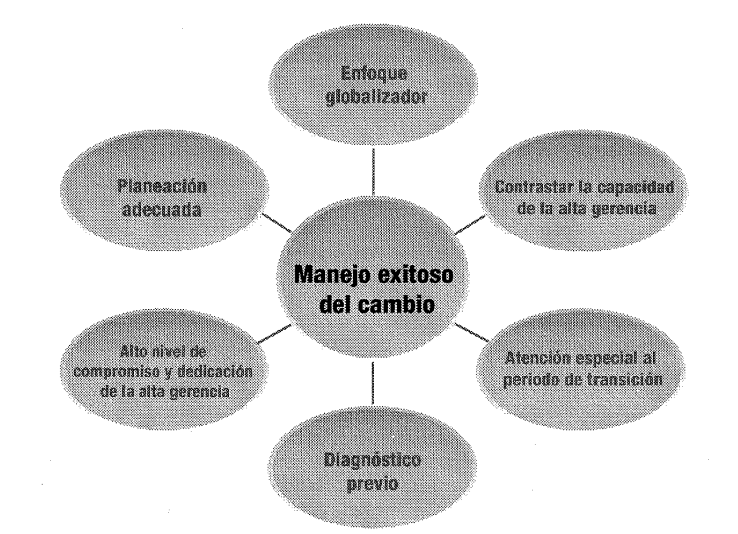 Enfoque
globalizador
Planeación
adecuada
Contrastar la capacidad
de la alta gerencia
Manejo exitoso
del cambio
Alto nivel de
compromiso y dedicación
de la alta gerencia
Atención especial al
periodo de transición
Diagnóstico
previo